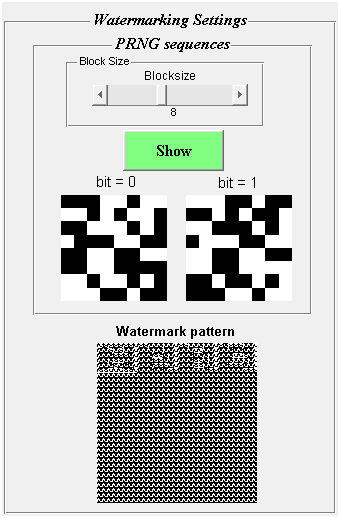 Watermarking Settings
PRNG sequences
Block Size
Blocksize
8
Show
bit = 0
bit = 1
Watermark pattern